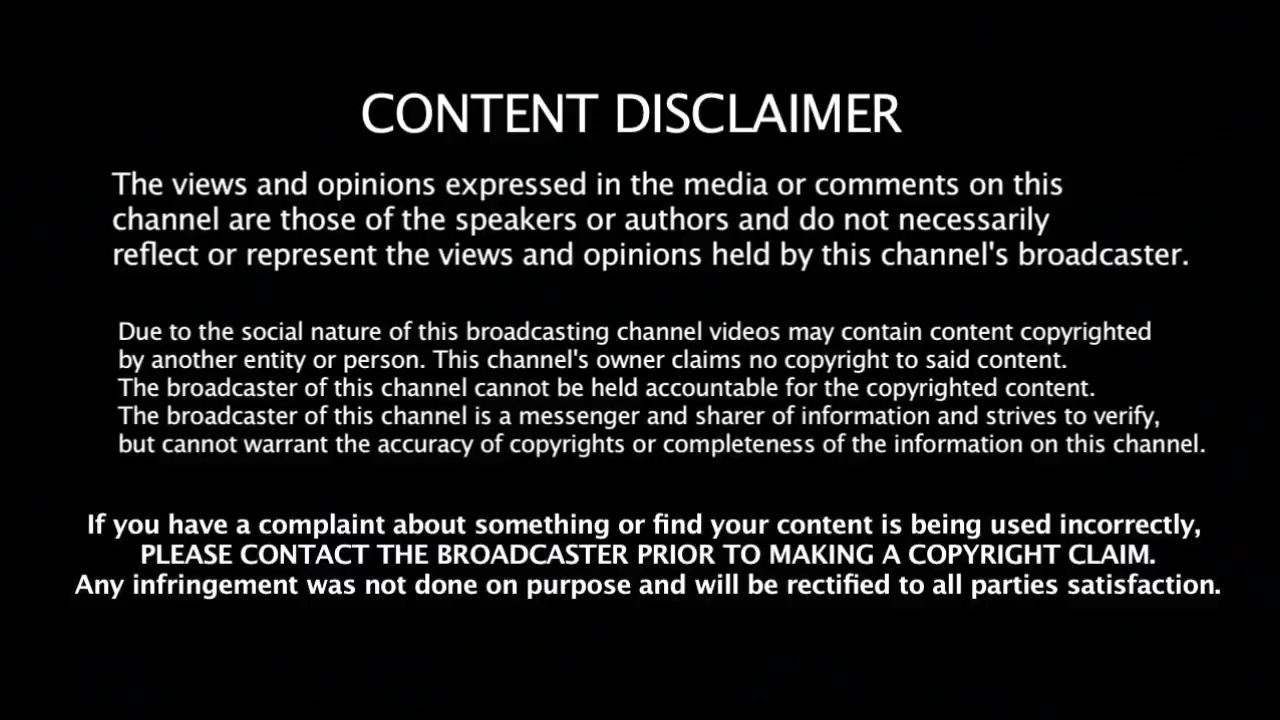 CONTENT DISCLAIMER
The views and opinions expressed in the media or comments on this
channel are those of the speakers or authors and do not necessarily
reflect or represent the views and opinions held by this channel's broadcaster.
Due to the social nature of this broadcasting channel videos may contain content copyrighted
by another entity or person. This channel's owner claims no copyright to said content.
The broadcaster of this channel cannot be held accountable for the copyrighted content.
The broadcaster of this channel is a messenger and sharer of information and strives to verify,
but cannot warrant the accuracy of copyrights or completeness of the information on this channel.
If you have a complaint about something or find your content is being used incorrectly,
PLEASE CONTACT THE BROADCASTER PRIOR TO MAKING A COPYRIGHT CLAIM.
Any infringement was not done on purpose and will be rectified to all parties satisfaction.